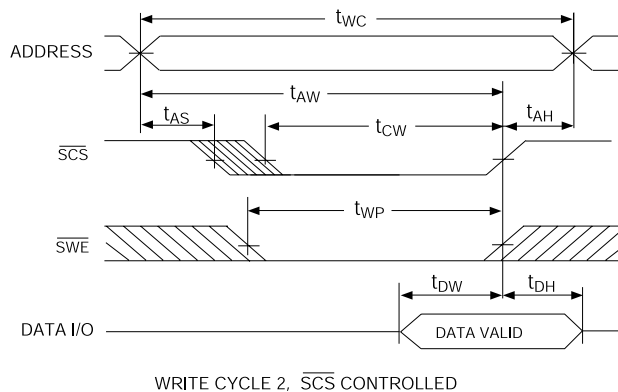 tWC
ADDRESS
tAW
tAS
tCW
tAH
SCS
tWP
SWE
tDW
tDH
DATA I/O
DATA VALID
WRITE CYCLE 2, SCS CONTROLLED